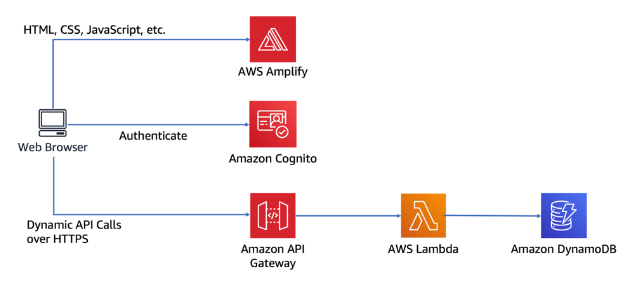 HTML, CSS, JavaScript, etc.
AWS Amplify
Web Browser
Authenticate
Amazon Cognito
Dynamic API Calls
over HTTPS
Amazon API
Gateway
AWS Lambda
Amazon DynamoDB